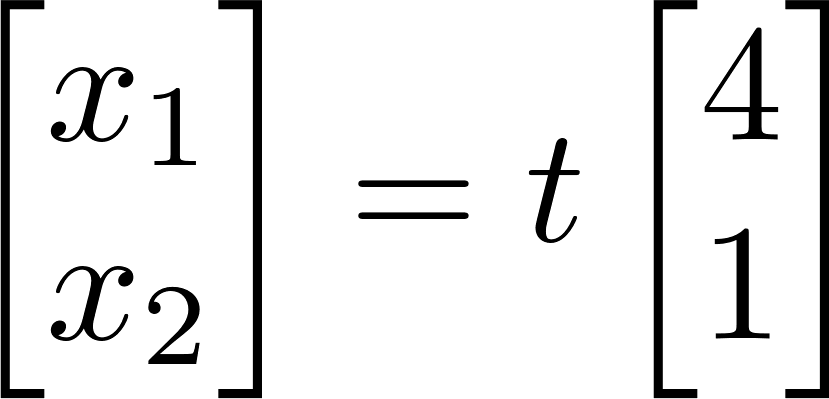 [x₁ x₂] = t [4 1]